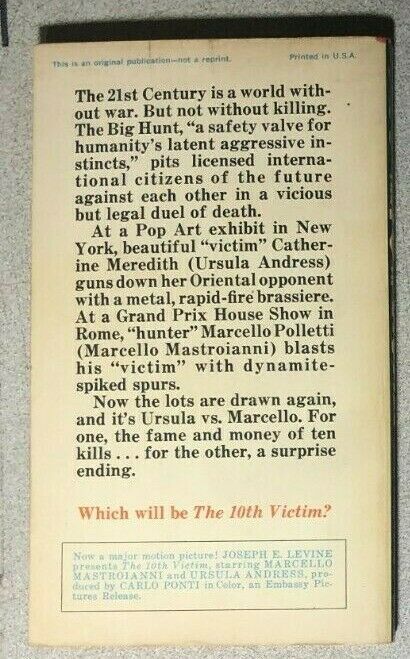 This is an original publication—not a reprint. Printed in U.S.A.
The 21st Century is a world with-
out war. But not without killing.
The Big Hunt, “a safety valve for
humanity’s latent aggressive in-
stincts,” pits licensed interna-
tional citizens of the future
against each other in a vicious
but legal duel of death.
At a Pop Art exhibit in New
York, beautiful “victim” Cather-
ine Meredith (Ursula Andress)
guns down her Oriental opponent
with a metal, rapid-fire brassiere.
At a Grand Prix House Show in
Rome, “hunter” Marcello Polletti
(Marcello Mastroianni) blasts
his “victim” with dynamite-
spiked spurs.
Now the lots are drawn again,
and it’s Ursula vs. Marcello. For
one, the fame and money of ten
kills . . . for the other, a surprise
ending.
Which will be The 10th Victim?
Now a major motion picture! JOSEPH E. LEVINE
presents The 10th Victim, starring MARCELLO
MASTROIANNI and URSULA ANDRESS, pro-
duced by CARLO PONTI in Color, an Embassy Pic-
tures Release.